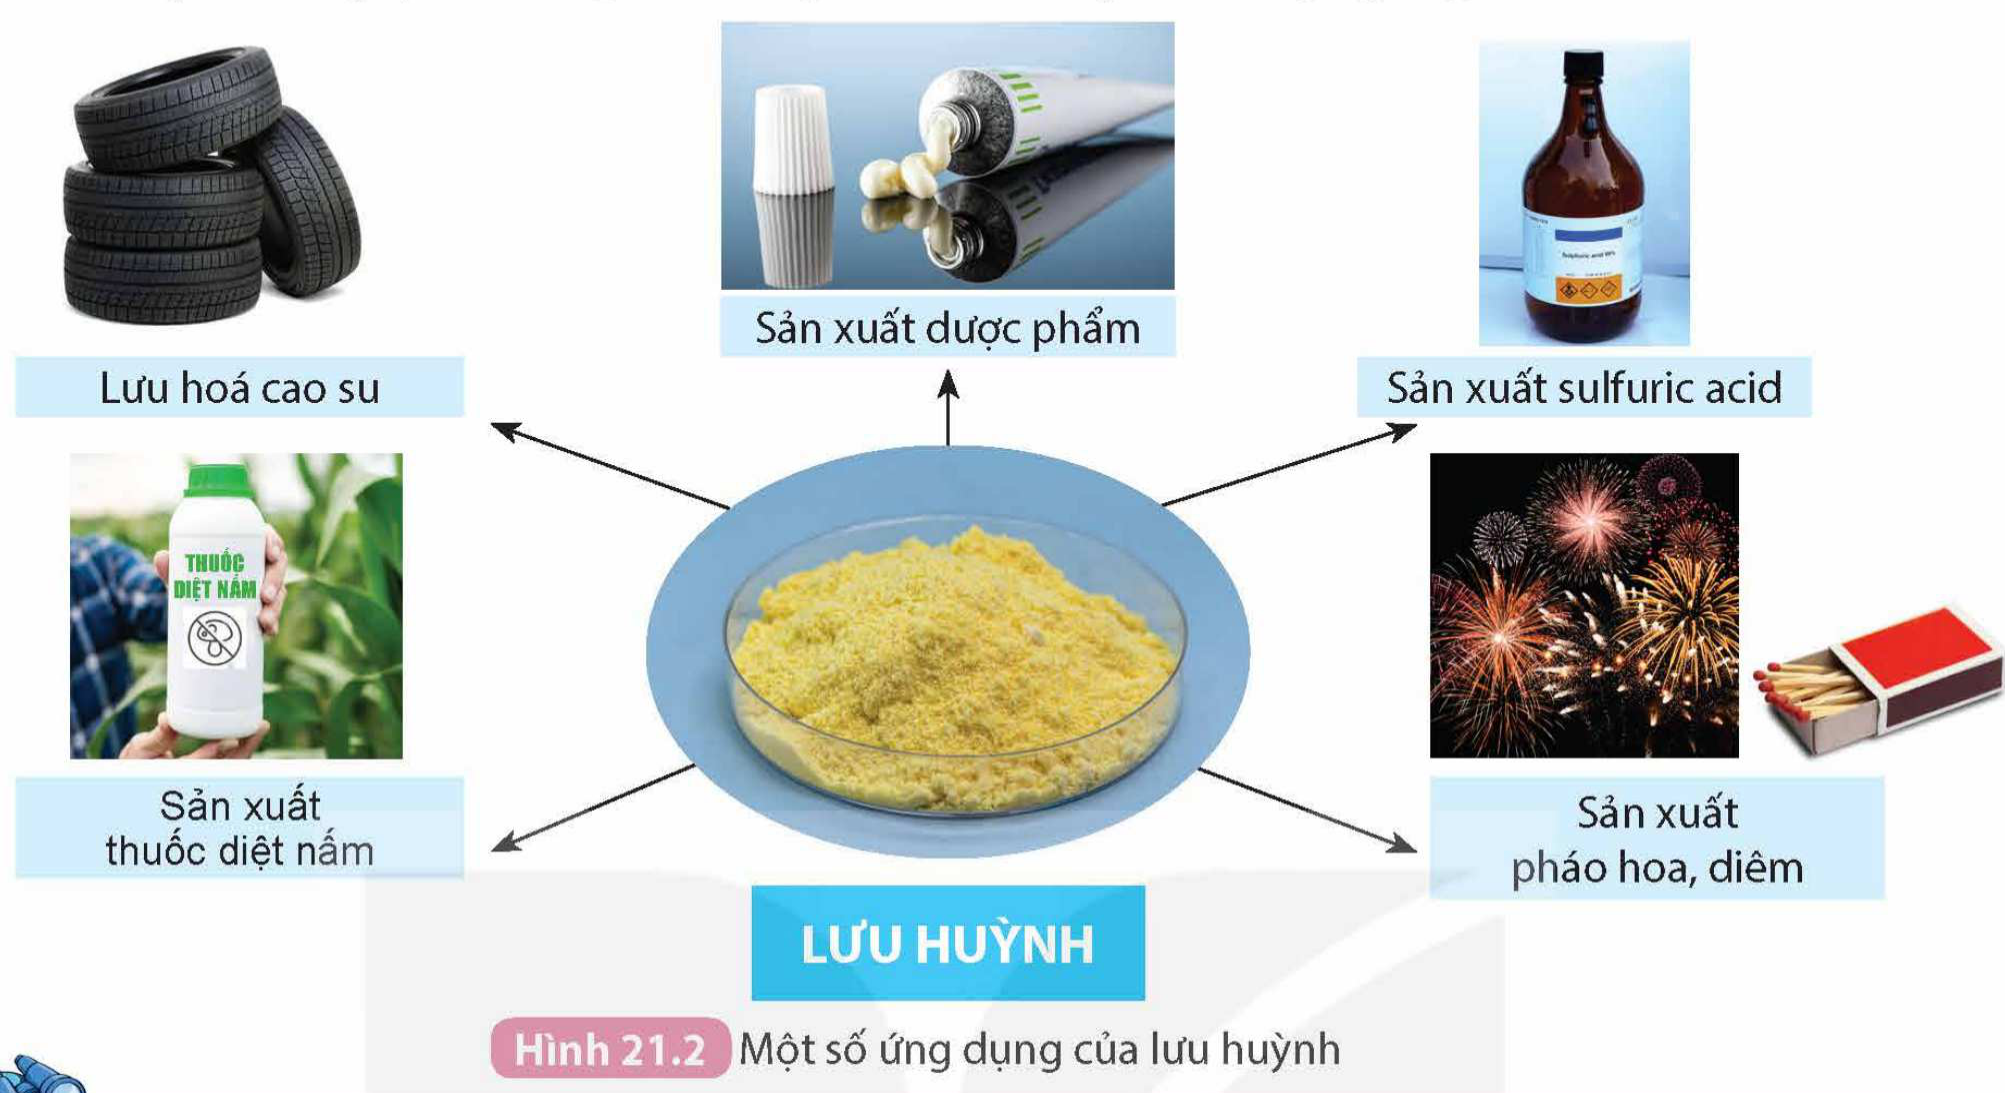 Sản xuất dược phẩm
Lưu hoá cao su
Sản xuất sulfuric acid
THUỐC
DIỆT NẤM
Sản xuất
thuốc diệt nấm
Sản xuất
pháo hoa, diêm
LƯU HUỲNH
Hình 21.2 Một số ứng dụng của lưu huỳnh